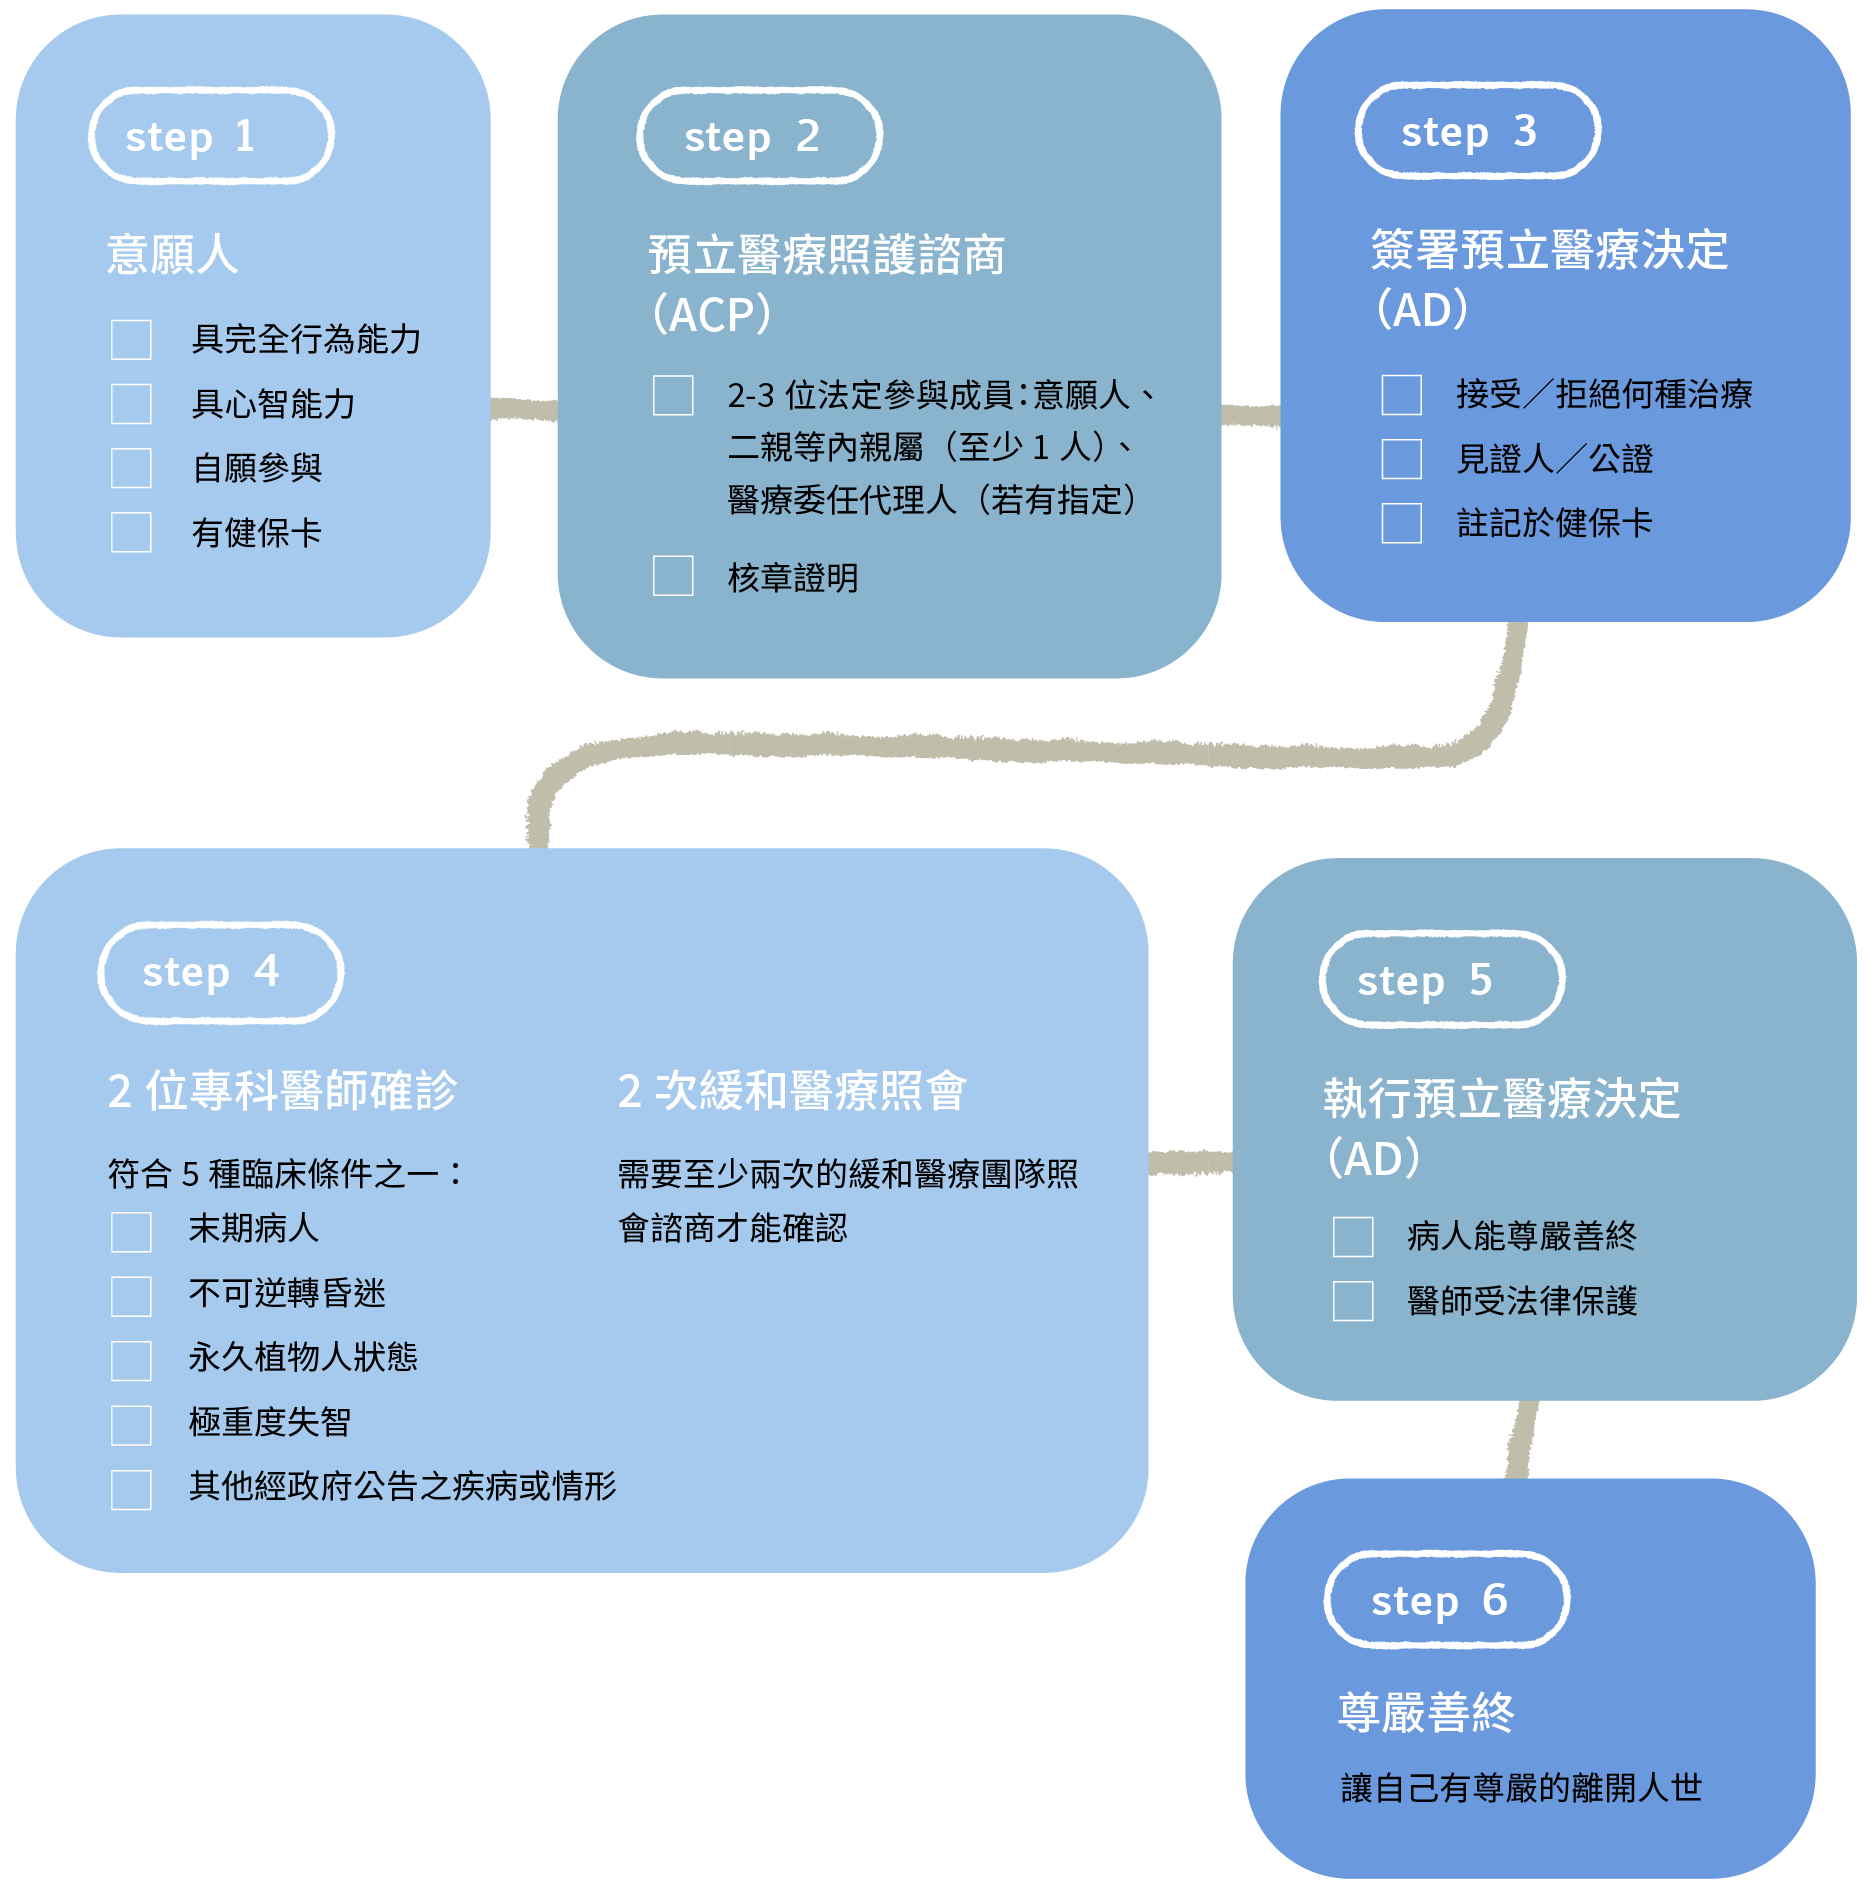 step 1
意願人
具完全行為能力
具心智能力
自願參與
有健保卡
step 2
預立醫療照護諮商
（ACP）
2-3 位法定參與成員：意願人、
二親等內親屬（至少 1 人）、
醫療委任代理人（若有指定）
核章證明
step 3
簽署預立醫療決定
（AD）
接受／拒絕何種治療
見證人／公證
註記於健保卡
step 4
2 位專科醫師確診
符合 5 種臨床條件之一：
末期病人
不可逆轉昏迷
永久植物人狀態
極重度失智
其他經政府公告之疾病或情形
2 次緩和醫療照會
需要至少兩次的緩和醫療團隊照
會諮商才能確認
step 5
執行預立醫療決定
（AD）
病人能尊嚴善終
醫師受法律保護
step 6
尊嚴善終
讓自己有尊嚴的離開人世